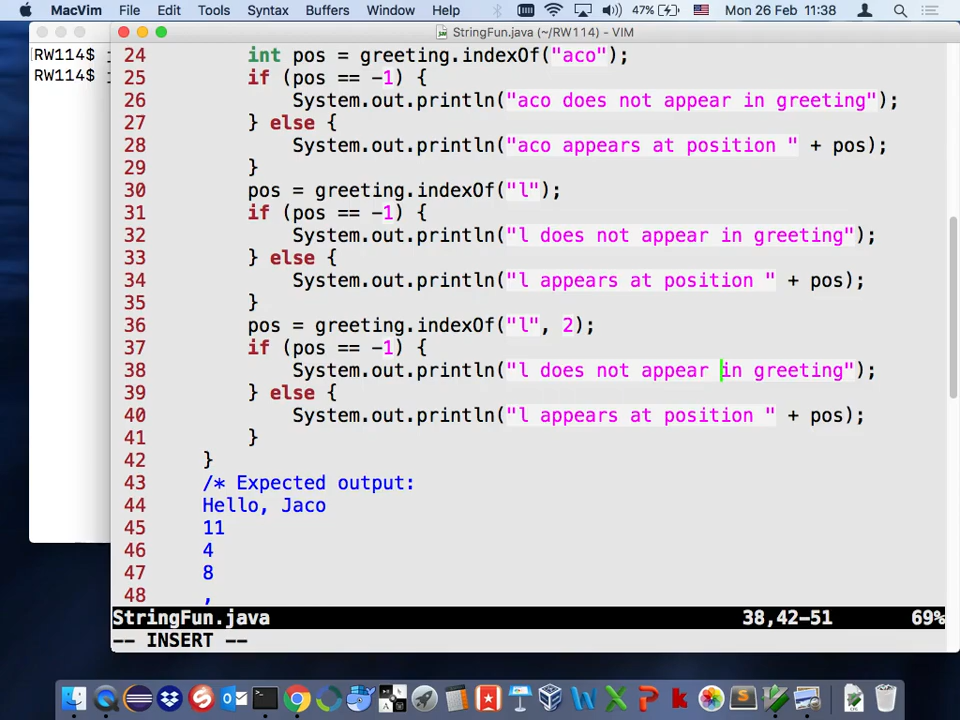 MacVim File Edit Tools Syntax Buffers Window Help 47% Mon 26 Feb 11:38
StringFun.java (~/RW114) - VIM
RW114$
RW114$
24 int pos = greeting.indexOf("aco");
25 if (pos == -1) {
26 System.out.println("aco does not appear in greeting");
27 } else {
28 System.out.println("aco appears at position " + pos);
29 }
30 pos = greeting.indexOf("l");
31 if (pos == -1) {
32 System.out.println("l does not appear in greeting");
33 } else {
34 System.out.println("l appears at position " + pos);
35 }
36 pos = greeting.indexOf("l", 2);
37 if (pos == -1) {
38 System.out.println("l does not appear in greeting");
39 } else {
40 System.out.println("l appears at position " + pos);
41 }
42 }
43 /* Expected output:
44 Hello, Jaco
45 11
46 4
47 8
48 ,
StringFun.java 38,42-51 69%
-- INSERT --